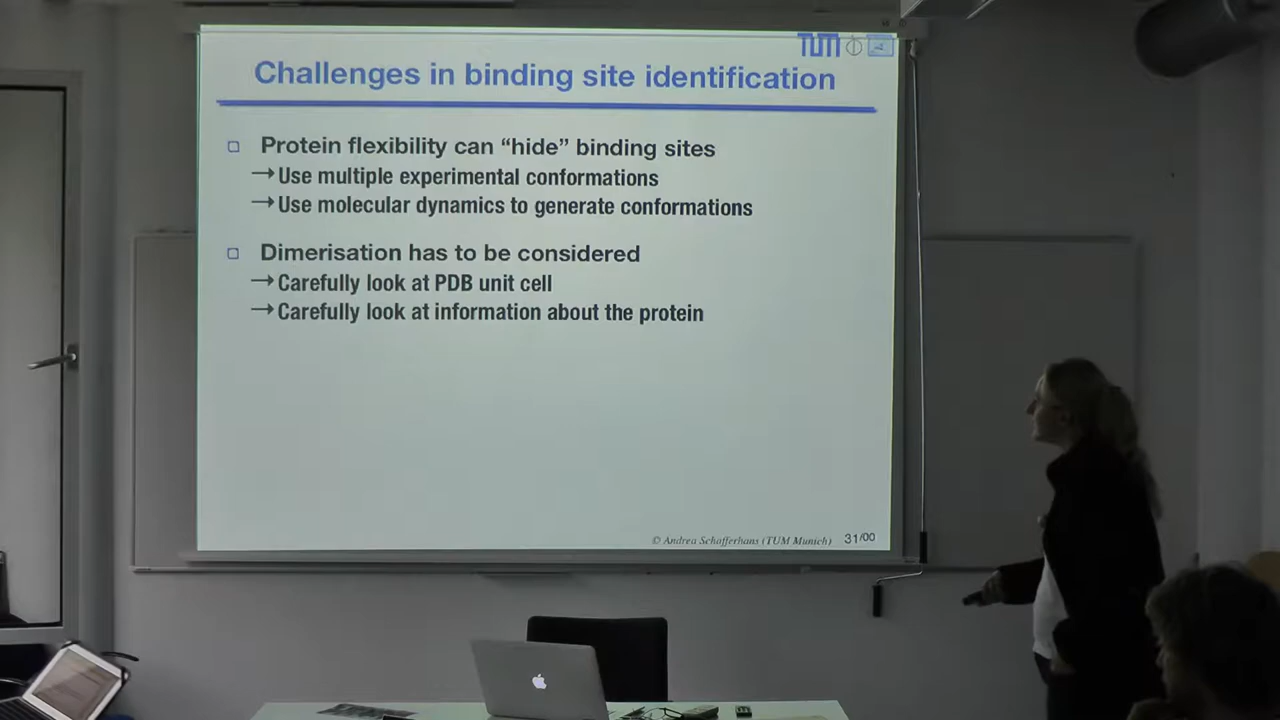 TUM
Challenges in binding site identification
Protein flexibility can “hide” binding sites
→ Use multiple experimental conformations
→ Use molecular dynamics to generate conformations
Dimerisation has to be considered
→ Carefully look at PDB unit cell
→ Carefully look at information about the protein
© Andrea Schafferhans (TUM Munich) 31/00